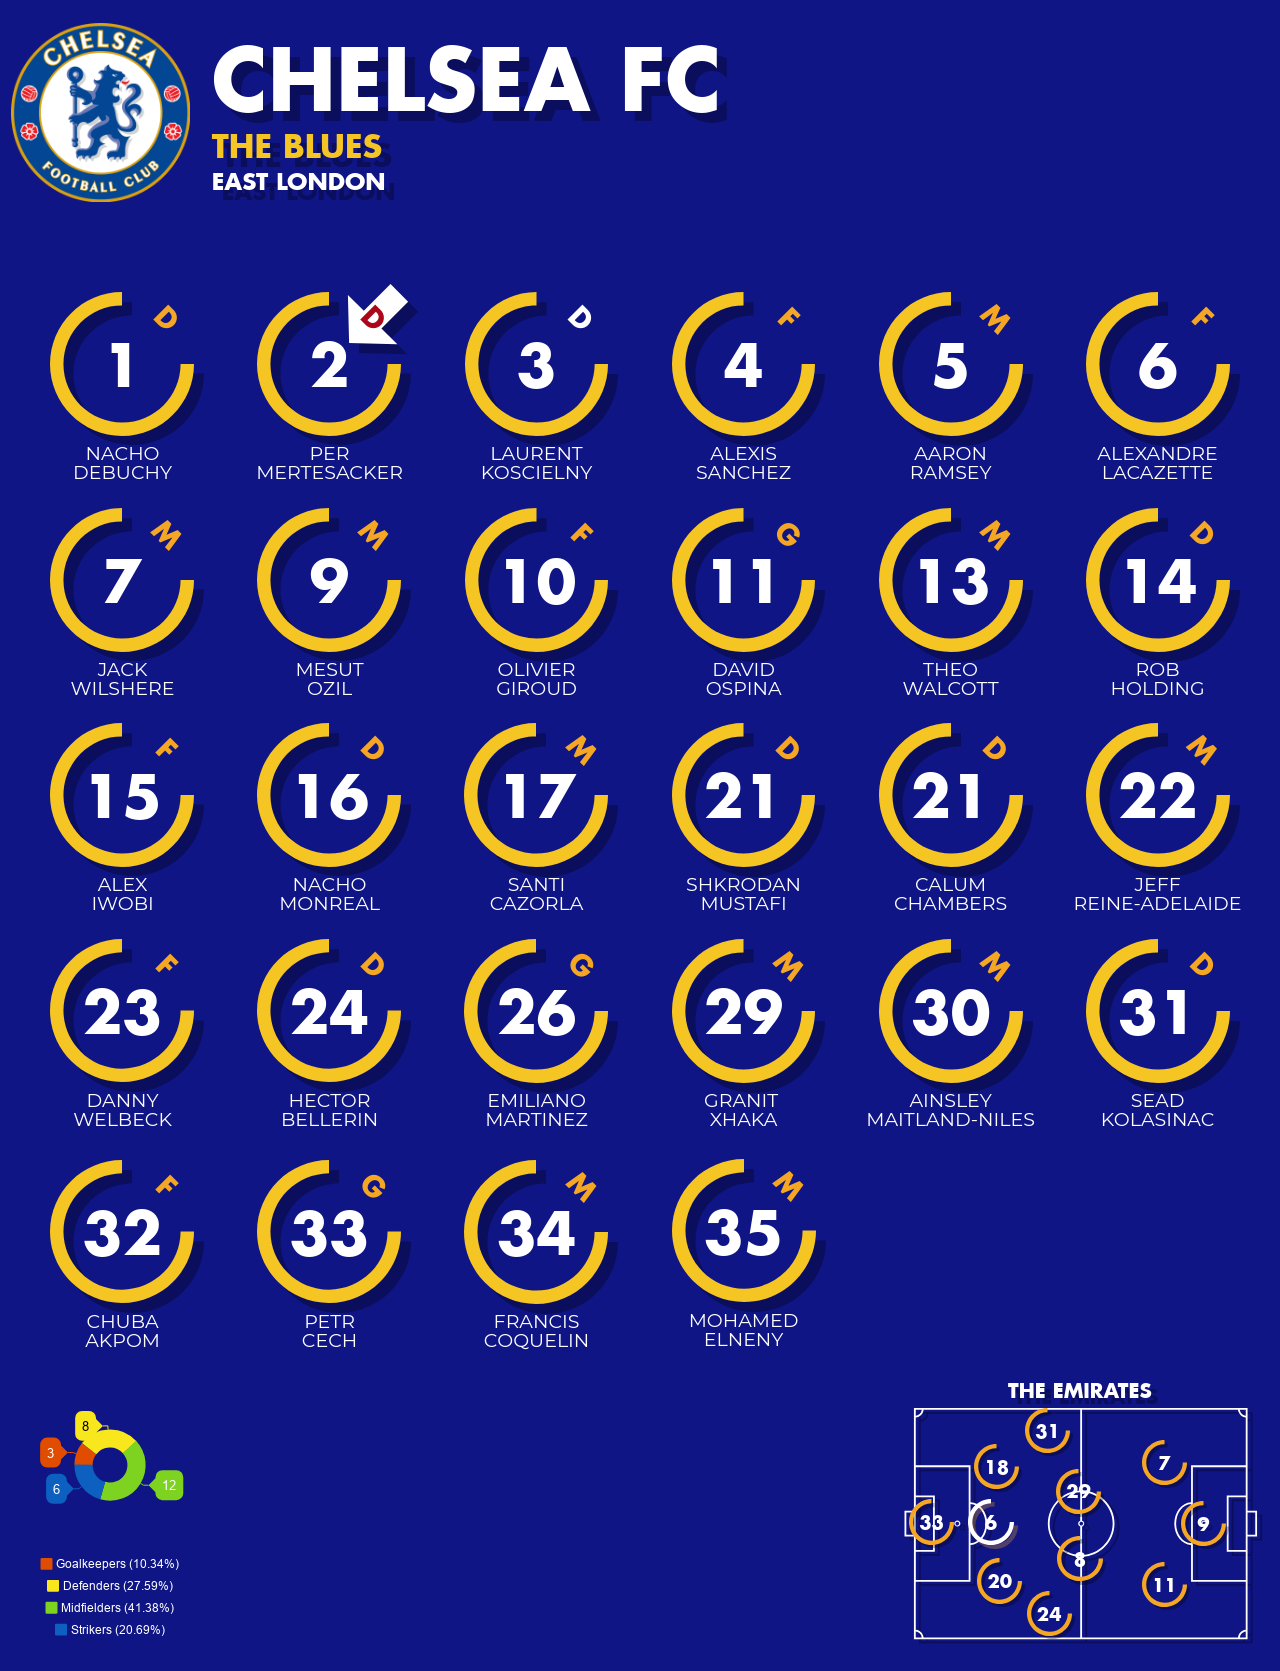 CHELSEA
FOOTBALL CLUB
CHELSEA FC
THE BLUES
EAST LONDON
D
1
NACHO
DEBUCHY
D
2
PER
MERTESACKER
D
3
LAURENT
KOSCIELNY
F
4
ALEXIS
SANCHEZ
M
5
AARON
RAMSEY
F
6
ALEXANDRE
LACAZETTE
M
7
JACK
WILSHERE
M
9
MESUT
OZIL
F
10
OLIVIER
GIROUD
G
11
DAVID
OSPINA
M
13
THEO
WALCOTT
D
14
ROB
HOLDING
F
15
ALEX
IWOBI
D
16
NACHO
MONREAL
M
17
SANTI
CAZORLA
D
21
SHKRODAN
MUSTAFI
D
21
CALUM
CHAMBERS
M
22
JEFF
REINE-ADELAIDE
F
23
DANNY
WELBECK
D
24
HECTOR
BELLERIN
G
26
EMILIANO
MARTINEZ
M
29
GRANIT
XHAKA
M
30
AINSLEY
MAITLAND-NILES
D
31
SEAD
KOLASINAC
F
32
CHUBA
AKPOM
G
33
PETR
CECH
M
34
FRANCIS
COQUELIN
M
35
MOHAMED
ELNENY
8
3
6
12
Goalkeepers (10.34%)
Defenders (27.59%)
Midfielders (41.38%)
Strikers (20.69%)
THE EMIRATES
31
18
7
29
33
6
9
8
20
11
24